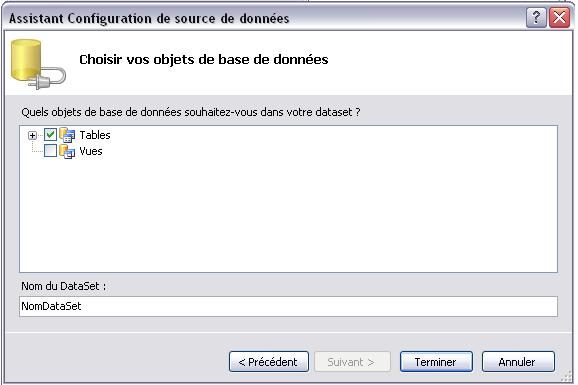 Assistant Configuration de source de données
Choisir vos objets de base de données
Quels objets de base de données souhaitez-vous dans votre dataset ?
Tables
Vues
Nom du DataSet :
NomDataSet
< Précédent
Suivant >
Terminer
Annuler